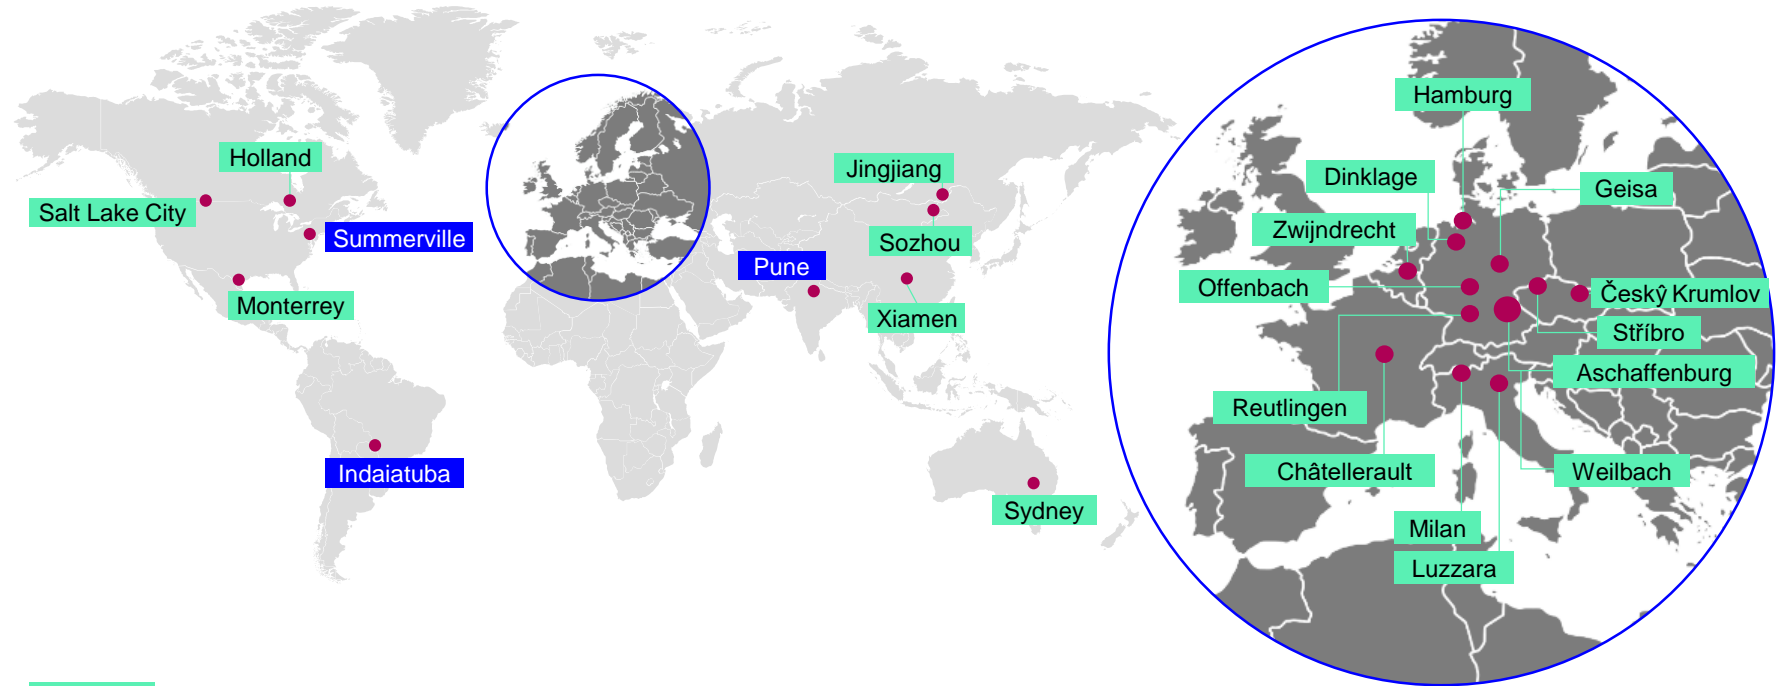 Holland
Salt Lake City
Summerville
Monterrey
Indaiatuba
Jingjiang
Sozhou
Pune
Xiamen
Sydney
Hamburg
Dinklage
Geisa
Zwijndrecht
Offenbach
Českŷ Krumlov
Stříbro
Aschaffenburg
Reutlingen
Châtellerault
Weilbach
Milan
Luzzara